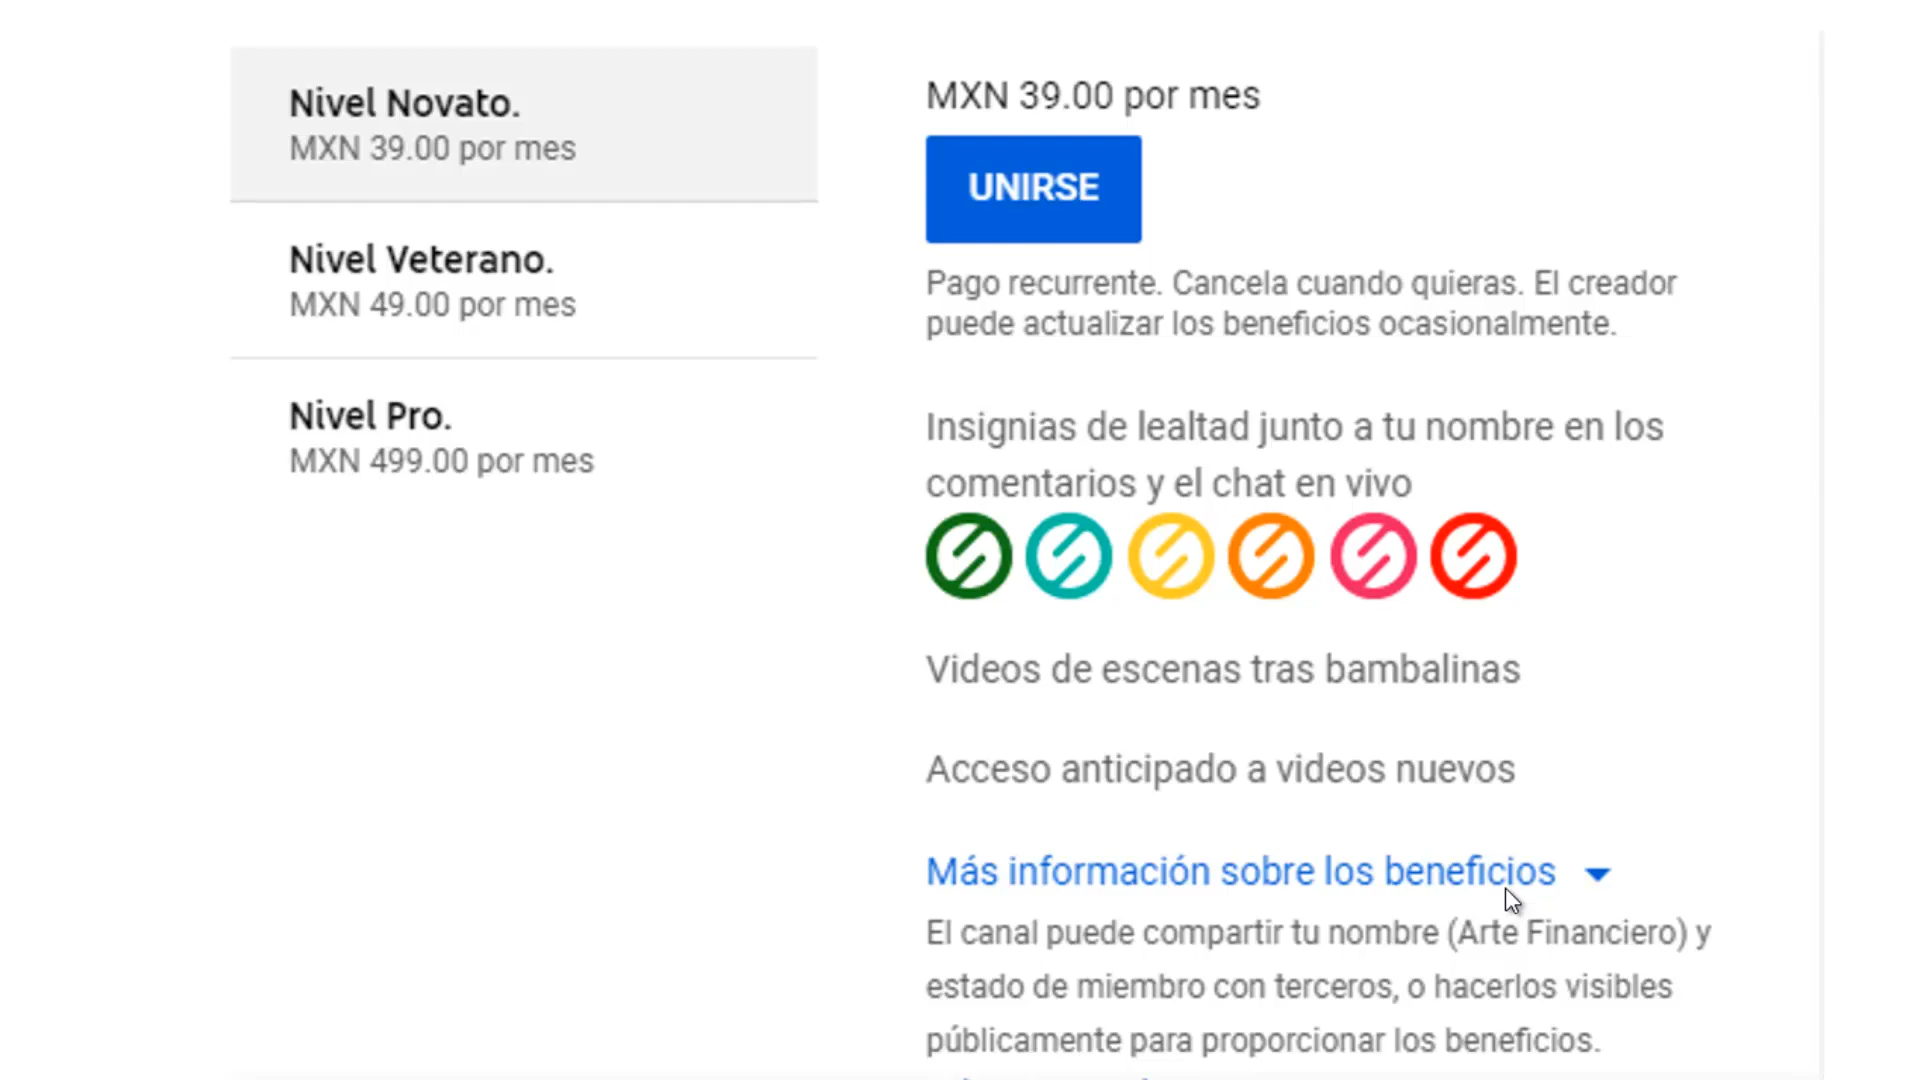 Nivel Novato.
MXN 39.00 por mes
Nivel Veterano.
MXN 49.00 por mes
Nivel Pro.
MXN 499.00 por mes
MXN 39.00 por mes
UNIRSE
Pago recurrente. Cancela cuando quieras. El creador
puede actualizar los beneficios ocasionalmente.
Insignias de lealtad junto a tu nombre en los
comentarios y el chat en vivo
Videos de escenas tras bambalinas
Acceso anticipado a videos nuevos
Más información sobre los beneficios
El canal puede compartir tu nombre (Arte Financiero) y
estado de miembro con terceros, o hacerlos visibles
públicamente para proporcionar los beneficios.